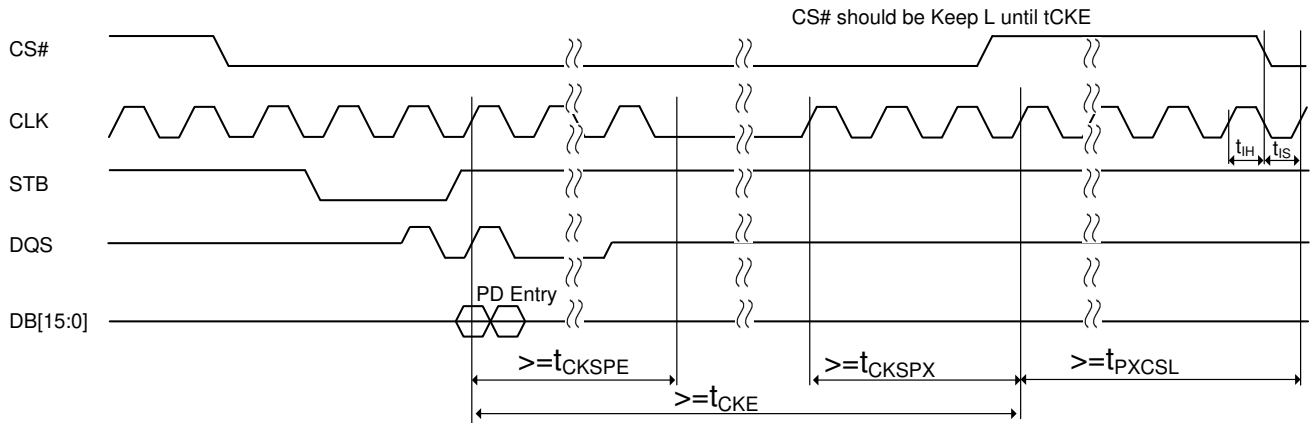 CS# should be Keep L until tCKE
CS#
CLK
tIH
tIS
STB
DQS
PD Entry
DB[15:0]
>=tCKSPE
>=tCKSPX
>=tPXCSL
>=tCKE